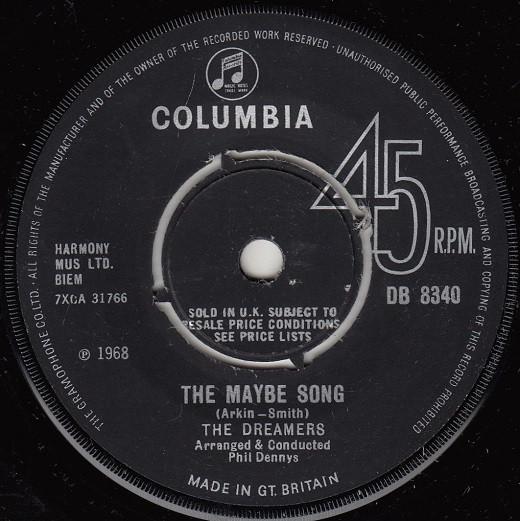 THE GRAMOPHONE CO. LTD. · ALL RIGHTS OF THE MANUFACTURER AND OF THE OWNER OF THE RECORDED WORK RESERVED · UNAUTHORISED PUBLIC PERFORMANCE BROADCASTING AND COPYING OF THIS RECORD PROHIBITED
COLUMBIA
45
R.P.M.
HARMONY
MUS LTD.
BIEM
7XCA 31766
DB 8340
SOLD IN U.K. SUBJECT TO
RESALE PRICE CONDITIONS
SEE PRICE LISTS
℗ 1968
THE MAYBE SONG
(Arkin – Smith)
THE DREAMERS
Arranged & Conducted
Phil Dennys
MADE IN GT. BRITAIN